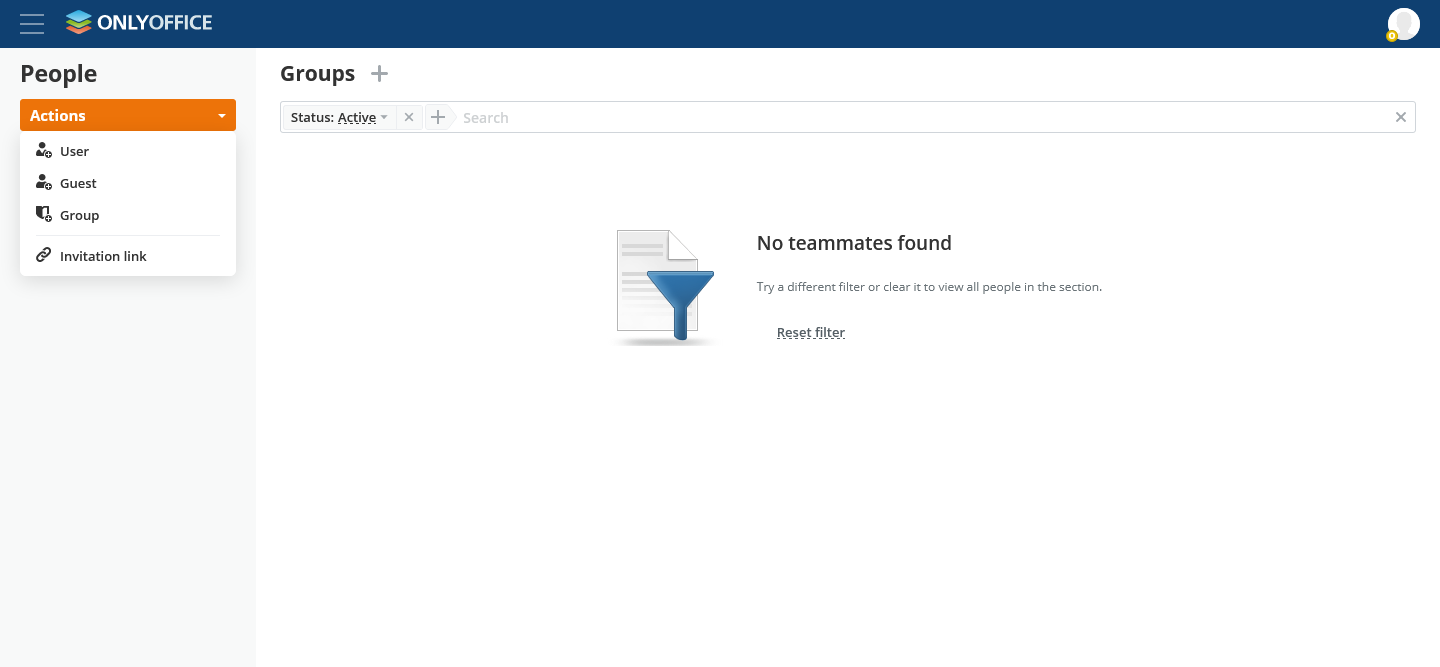 ONLYOFFICE
People
Actions
User
Guest
Group
Invitation link
Groups
Status: Active
Search
No teammates found
Try a different filter or clear it to view all people in the section.
Reset filter